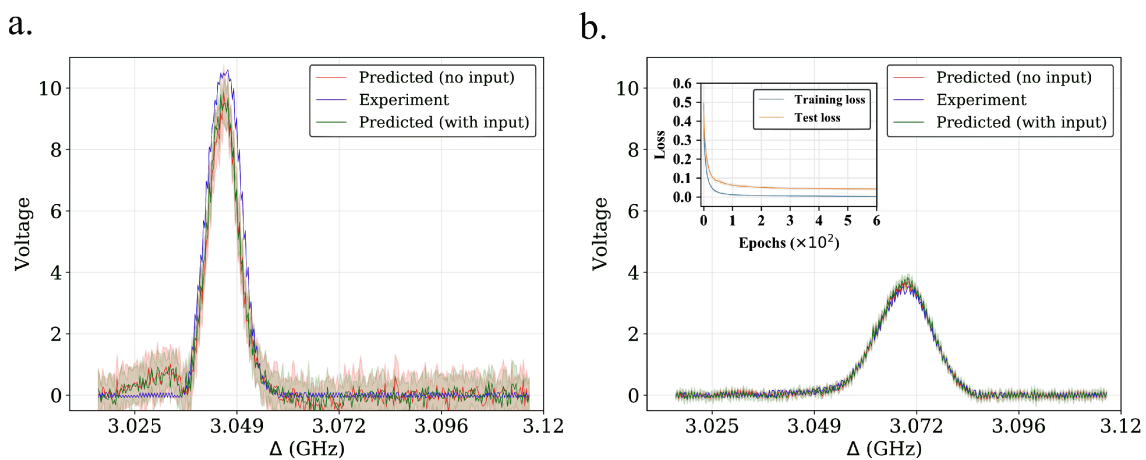 a.
10
8
6
4
2
0
Voltage
Predicted (no input)
Experiment
Predicted (with input)
3.025
3.049
3.072
3.096
3.12
Δ (GHz)
b.
10
8
6
4
2
0
Voltage
Predicted (no input)
Experiment
Predicted (with input)
0.6
0.5
0.4
0.3
0.2
0.1
0.0
Loss
Training loss
Test loss
0
1
2
3
4
5
6
Epochs (×10²)
3.025
3.049
3.072
3.096
3.12
Δ (GHz)